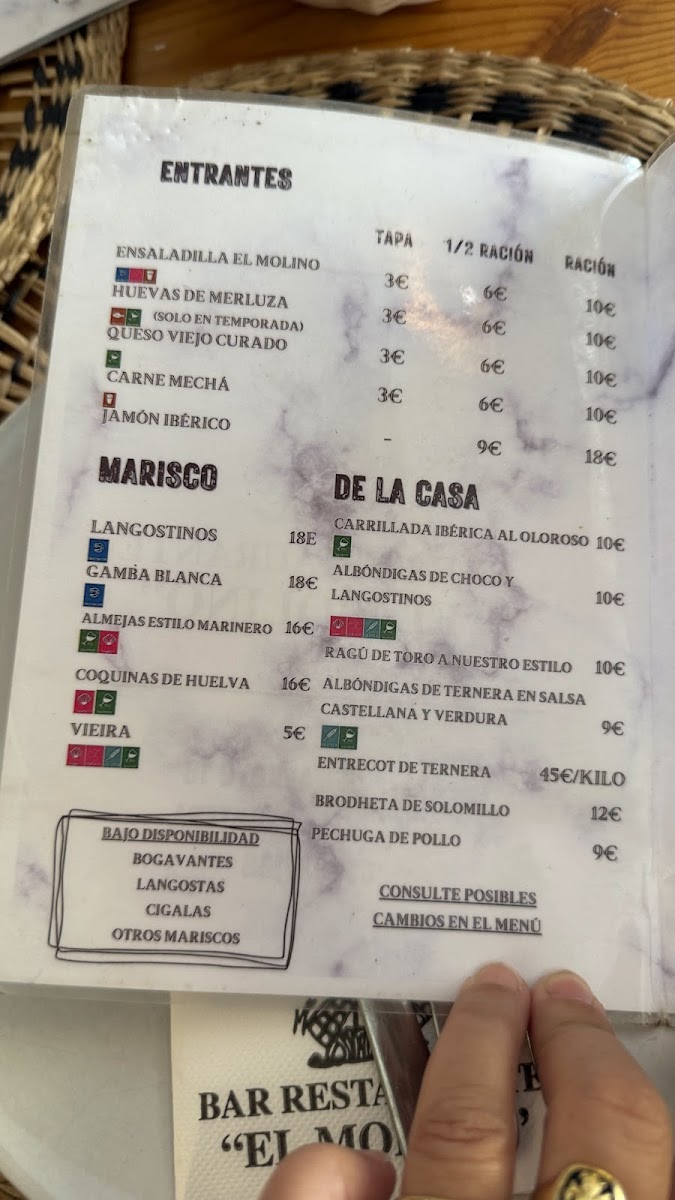 ENTRANTES
TAPA 1/2 RACIÓN RACIÓN
ENSALADILLA EL MOLINO 3€ 6€ 10€
HUEVAS DE MERLUZA 3€ 6€ 10€
(SOLO EN TEMPORADA)
QUESO VIEJO CURADO 3€ 6€ 10€
CARNE MECHÁ 3€ 6€ 10€
JAMÓN IBÉRICO - 9€ 18€
MARISCO
LANGOSTINOS 18E
GAMBA BLANCA 18€
ALMEJAS ESTILO MARINERO 16€
COQUINAS DE HUELVA 16€
VIEIRA 5€
BAJO DISPONIBILIDAD
BOGAVANTES
LANGOSTAS
CIGALAS
OTROS MARISCOS
DE LA CASA
CARRILLADA IBÉRICA AL OLOROSO 10€
ALBÓNDIGAS DE CHOCO Y
LANGOSTINOS 10€
RAGÚ DE TORO A NUESTRO ESTILO 10€
ALBÓNDIGAS DE TERNERA EN SALSA
CASTELLANA Y VERDURA 9€
ENTRECOT DE TERNERA 45€/KILO
BRODHETA DE SOLOMILLO 12€
PECHUGA DE POLLO 9€
CONSULTE POSIBLES
CAMBIOS EN EL MENÚ
BAR RESTA
"EL MO